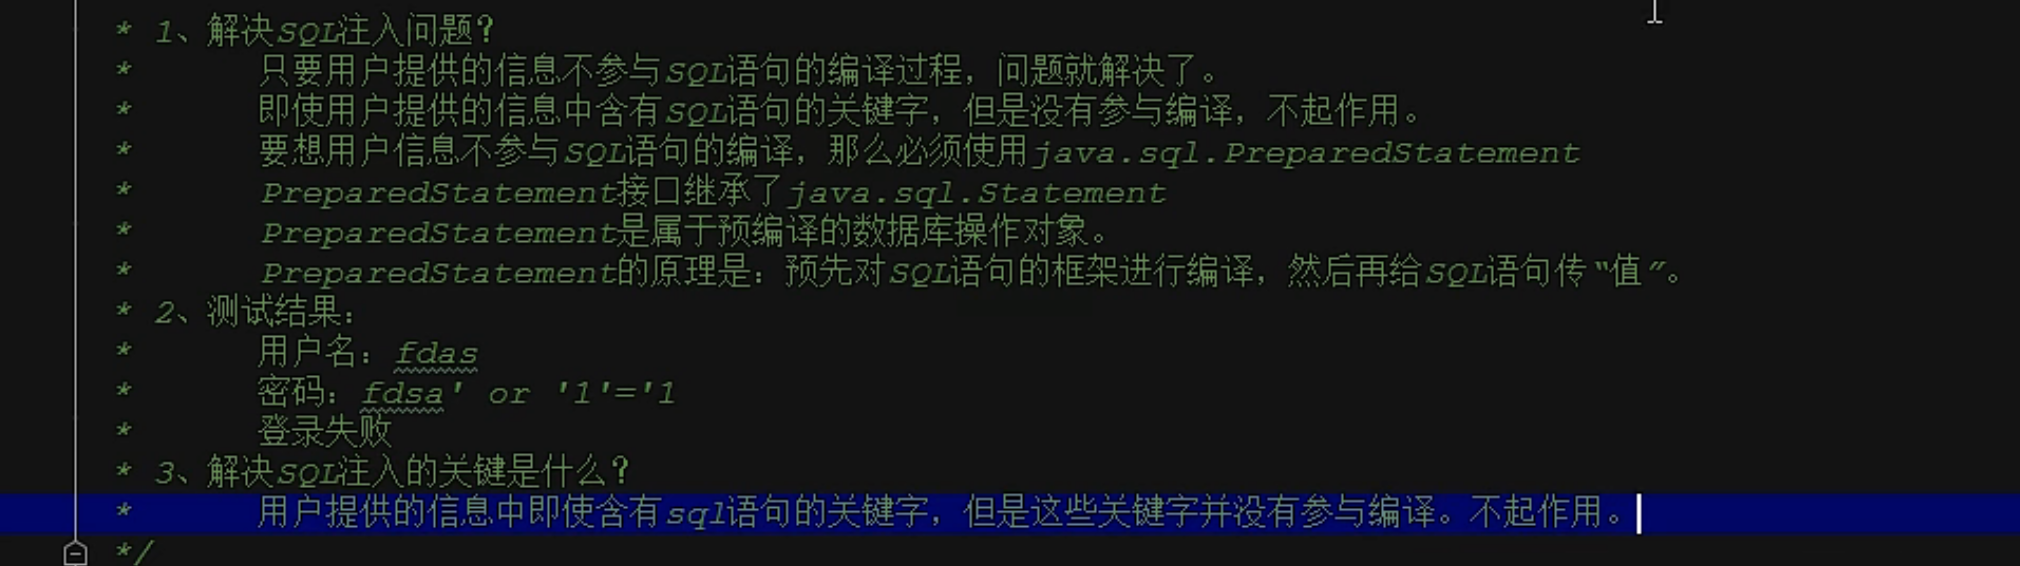 * 1、解决SQL注入问题？
* 只要用户提供的信息不参与SQL语句的编译过程，问题就解决了。
* 即使用户提供的信息中含有SQL语句的关键字，但是没有参与编译，不起作用。
* 要想用户信息不参与SQL语句的编译，那么必须使用java.sql.PreparedStatement
* PreparedStatement接口继承了java.sql.Statement
* PreparedStatement是属于预编译的数据库操作对象。
* PreparedStatement的原理是：预先对SQL语句的框架进行编译，然后再给SQL语句传“值”。
* 2、测试结果：
* 用户名：fdas
* 密码：fdsa' or '1'='1
* 登录失败
* 3、解决SQL注入的关键是什么？
* 用户提供的信息中即使含有sql语句的关键字，但是这些关键字并没有参与编译。不起作用。
*/